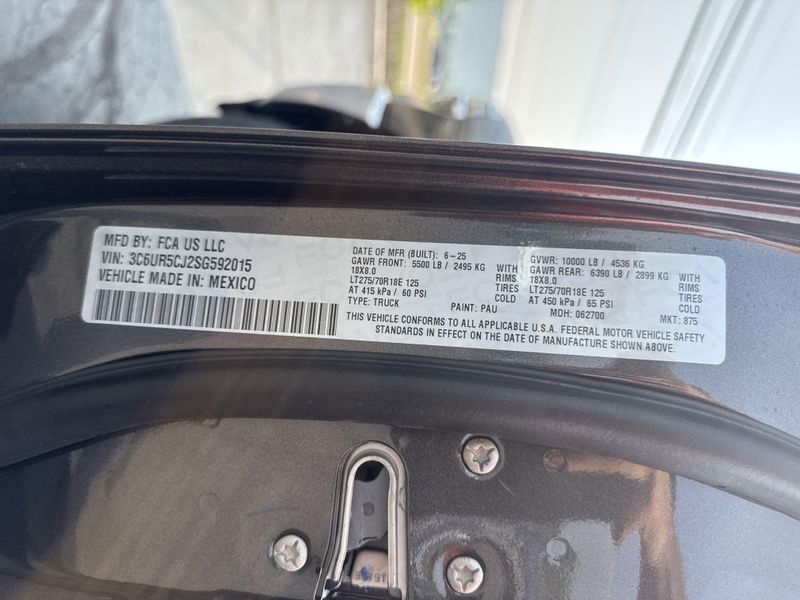 MFD BY: FCA US LLC
VIN: 3C6UR5CJ2SG592015
VEHICLE MADE IN: MEXICO
DATE OF MFR (BUILT): 6-25
GAWR FRONT: 5500 LB / 2495 KG WITH
18X8.0 RIMS
LT275/70R18E 125 TIRES
AT 415 kPa / 60 PSI COLD
TYPE: TRUCK PAINT: PAU
GVWR: 10000 LB / 4536 KG
GAWR REAR: 6390 LB / 2899 KG WITH
18X8.0 RIMS
LT275/70R18E 125 TIRES
AT 450 kPa / 65 PSI COLD
MDH: 062700 MKT: 875
THIS VEHICLE CONFORMS TO ALL APPLICABLE U.S.A. FEDERAL MOTOR VEHICLE SAFETY
STANDARDS IN EFFECT ON THE DATE OF MANUFACTURE SHOWN ABOVE.